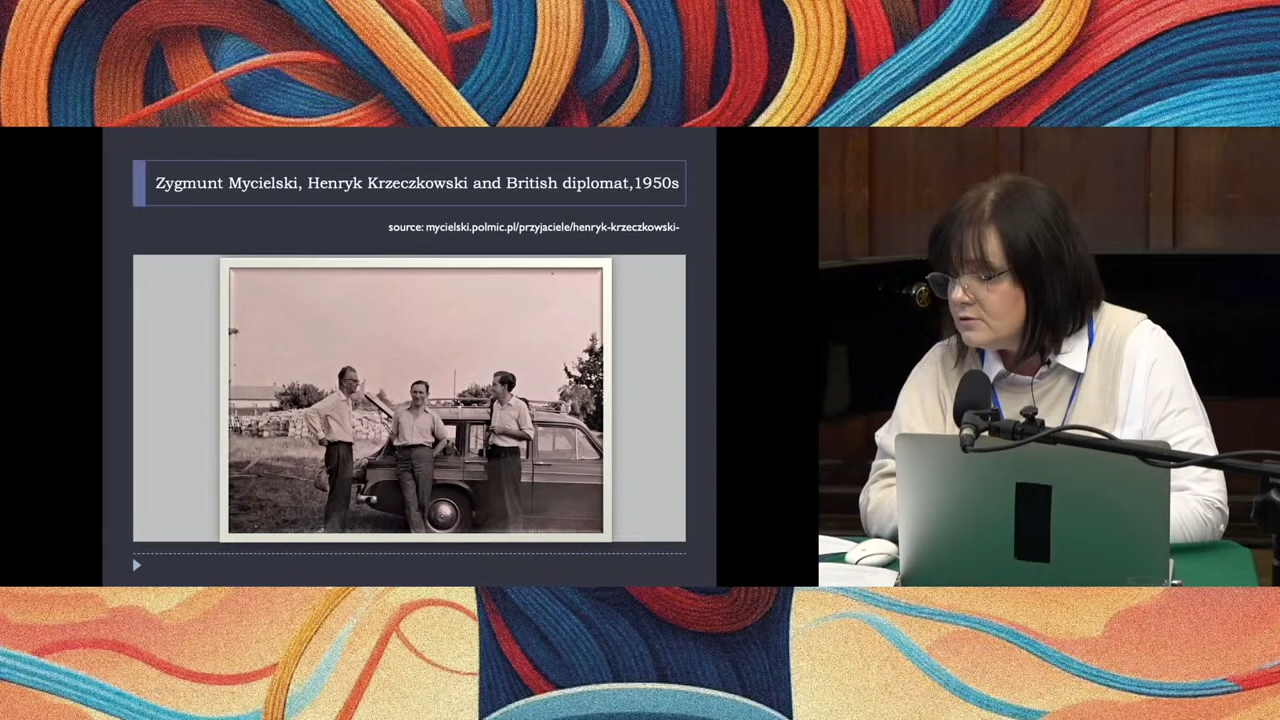 Zygmunt Mycielski, Henryk Krzeczkowski and British diplomat,1950s
source: mycielski.polmic.pl/przyjaciele/henryk-krzeczkowski-